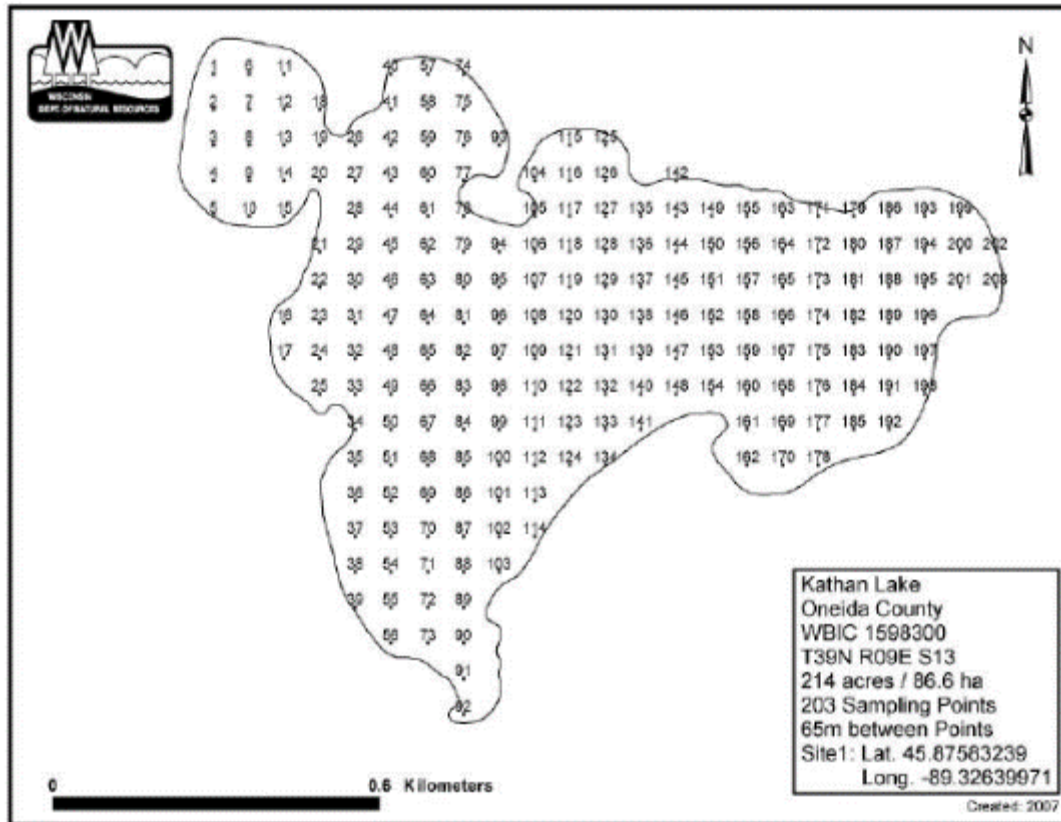 W
WISCONSIN
DEPT. OF NATURAL RESOURCES
N
1 6 11 40 57 74
2 7 12 18 41 58 75
3 8 13 19 26 42 59 76 93 115 125
4 9 14 20 27 43 60 77 104 116 126 142
5 10 15 28 44 61 78 105 117 127 135 143 149 155 163 171 179 186 193 199
21 29 45 62 79 94 106 118 128 136 144 150 156 164 172 180 187 194 200 202
22 30 46 63 80 95 107 119 129 137 145 151 157 165 173 181 188 195 201 203
16 23 31 47 64 81 96 108 120 130 138 146 152 158 166 174 182 189 196
17 24 32 48 65 82 97 109 121 131 139 147 153 159 167 175 183 190 197
25 33 49 66 83 98 110 122 132 140 148 154 160 168 176 184 191 198
34 50 67 84 99 111 123 133 141 161 169 177 185 192
35 51 68 85 100 112 124 134 162 170 178
36 52 69 86 101 113
37 53 70 87 102 114
38 54 71 88 103
39 55 72 89
56 73 90
91
92
Kathan Lake
Oneida County
WBIC 1598300
T39N R09E S13
214 acres / 86.6 ha
203 Sampling Points
65m between Points
Site1: Lat. 45.87583239
Long. -89.32639971
0 0.6 Kilometers
Created: 2007